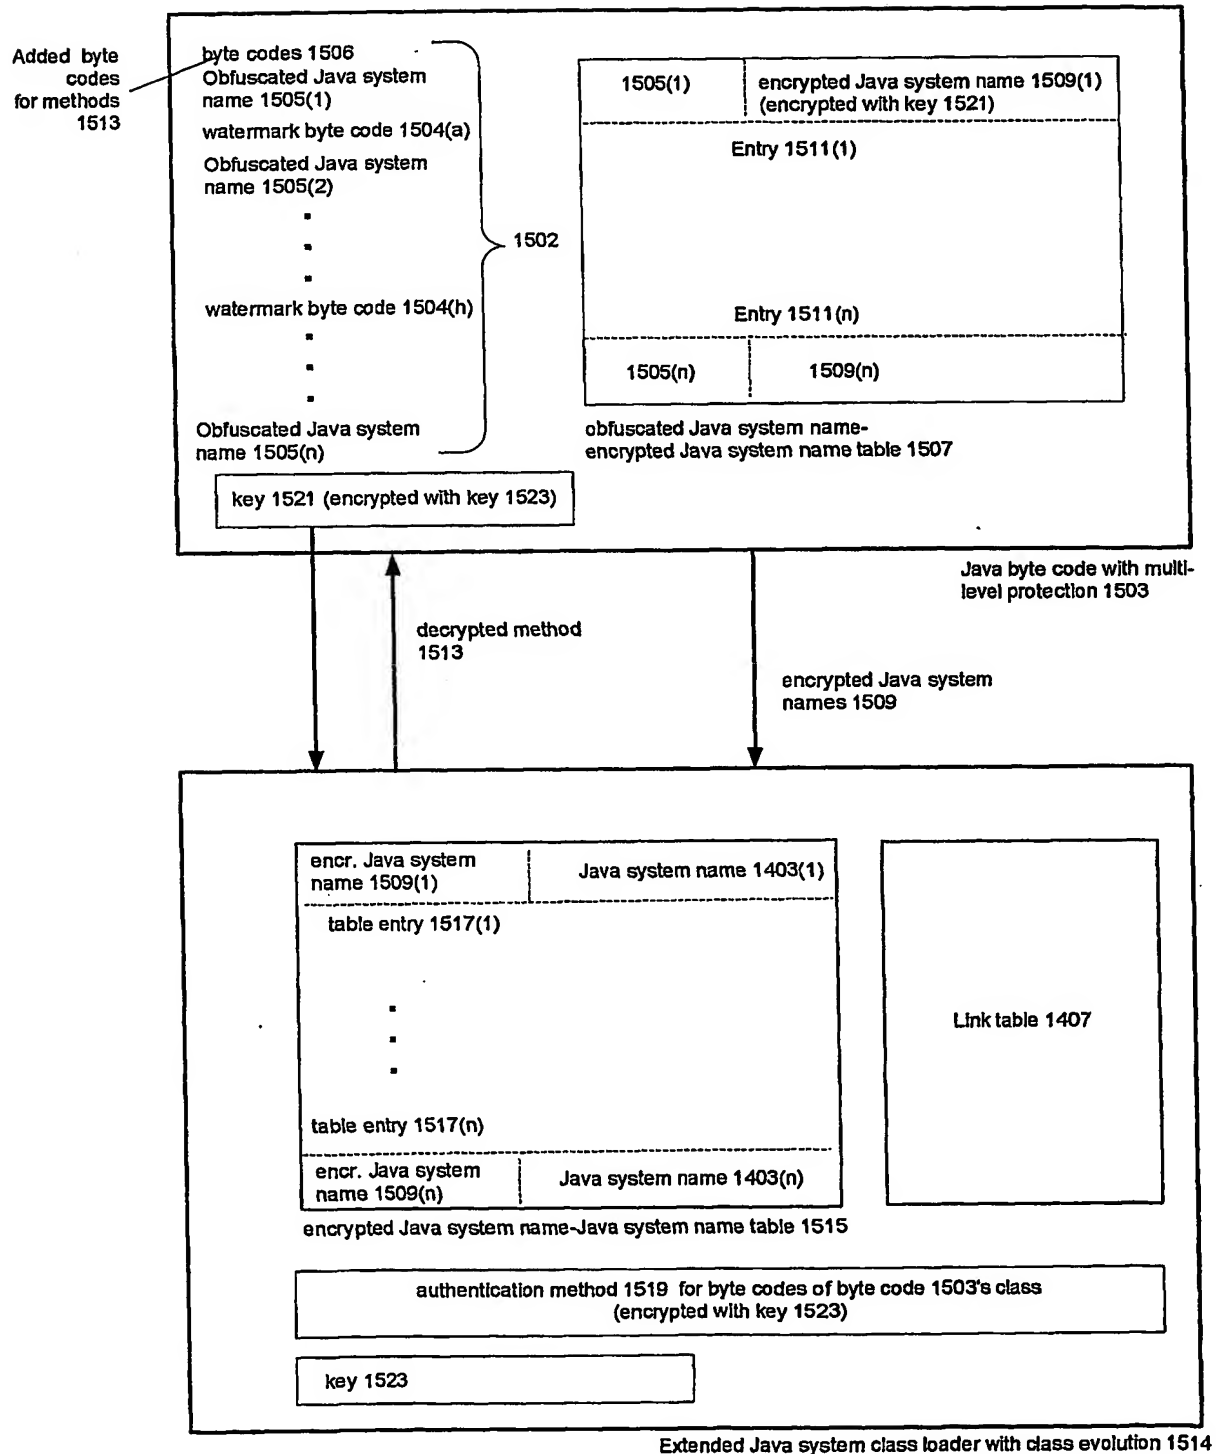 Added byte
codes
for methods
1513
byte codes 1506
Obfuscated Java system
name 1505(1)
watermark byte code 1504(a)
Obfuscated Java system
name 1505(2)
watermark byte code 1504(h)
Obfuscated Java system
name 1505(n)
1502
key 1521 (encrypted with key 1523)
1505(1)
encrypted Java system name 1509(1)
(encrypted with key 1521)
Entry 1511(1)
Entry 1511(n)
1505(n)
1509(n)
obfuscated Java system name-
encrypted Java system name table 1507
Java byte code with multi-
level protection 1503
decrypted method
1513
encrypted Java system
names 1509
encr. Java system
name 1509(1)
Java system name 1403(1)
table entry 1517(1)
table entry 1517(n)
encr. Java system
name 1509(n)
Java system name 1403(n)
encrypted Java system name-Java system name table 1515
Link table 1407
authentication method 1519 for byte codes of byte code 1503's class
(encrypted with key 1523)
key 1523
Extended Java system class loader with class evolution 1514